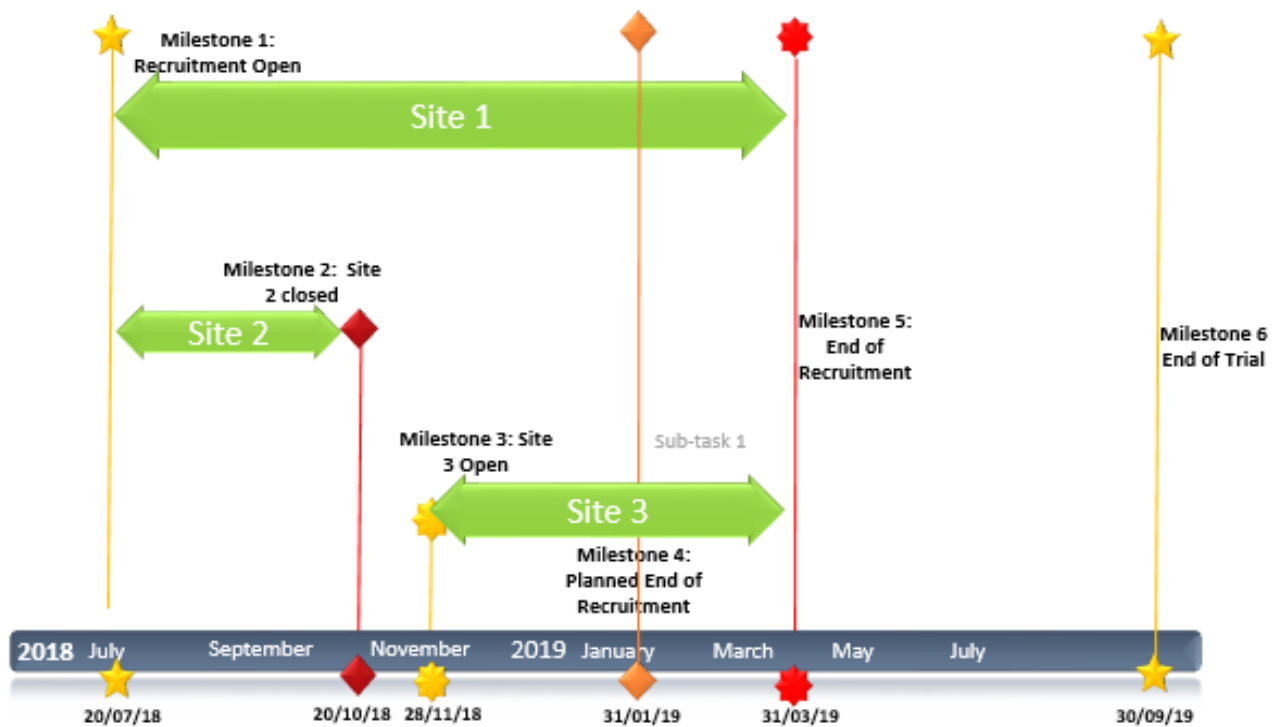 Milestone 1:
Recruitment Open
Site 1
Milestone 2:  Site
2 closed
Site 2
Milestone 5:
End of
Recruitment
Milestone 6
End of Trial
Milestone 3: Site
3 Open
Sub-task 1
Site 3
Milestone 4:
Planned End of
Recruitment
2018 July September November 2019 January March May July
20/07/18 20/10/18 28/11/18 31/01/19 31/03/19 30/09/19